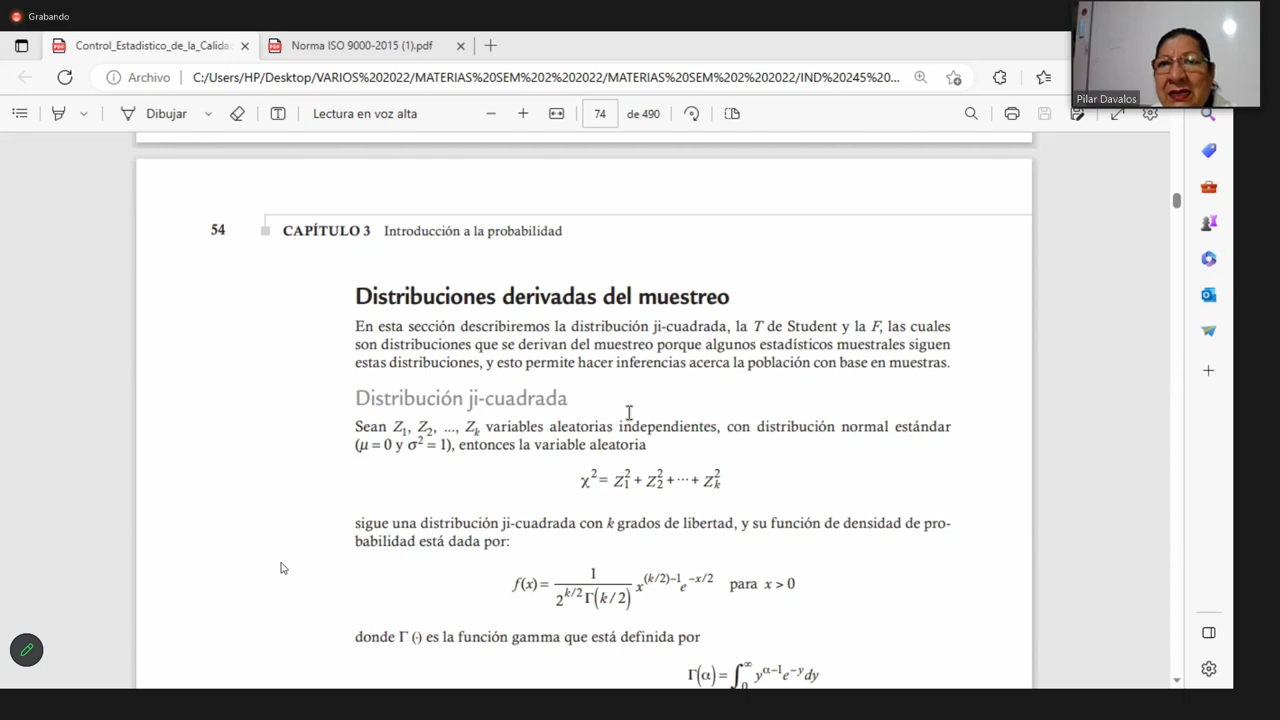 Grabando
Control_Estadistico_de_la_Calida
Norma ISO 9000-2015 (1).pdf
Archivo
C:/Users/HP/Desktop/VARIOS%202022/MATERIAS%20SEM%202%202022/MATERIAS%20SEM%202%202022/IND%20245%20...
Pilar Davalos
Dibujar
Lectura en voz alta
74
de 490
54 CAPÍTULO 3 Introducción a la probabilidad
Distribuciones derivadas del muestreo
En esta sección describiremos la distribución ji-cuadrada, la T de Student y la F, las cuales
son distribuciones que se derivan del muestreo porque algunos estadísticos muestrales siguen
estas distribuciones, y esto permite hacer inferencias acerca la población con base en muestras.
Distribución ji-cuadrada
Sean Z₁, Z₂, ..., Zₖ variables aleatorias independientes, con distribución normal estándar
(μ = 0 y σ² = 1), entonces la variable aleatoria
χ² = Z₁² + Z₂² + ··· + Zₖ²
sigue una distribución ji-cuadrada con k grados de libertad, y su función de densidad de pro-
babilidad está dada por:
f(x) = 1 / (2^(k/2) Γ(k/2)) x^((k/2)−1) e^(−x/2) para x > 0
donde Γ (·) es la función gamma que está definida por
Γ(α) = ∫₀^∞ y^(α−1) e^(−y) dy